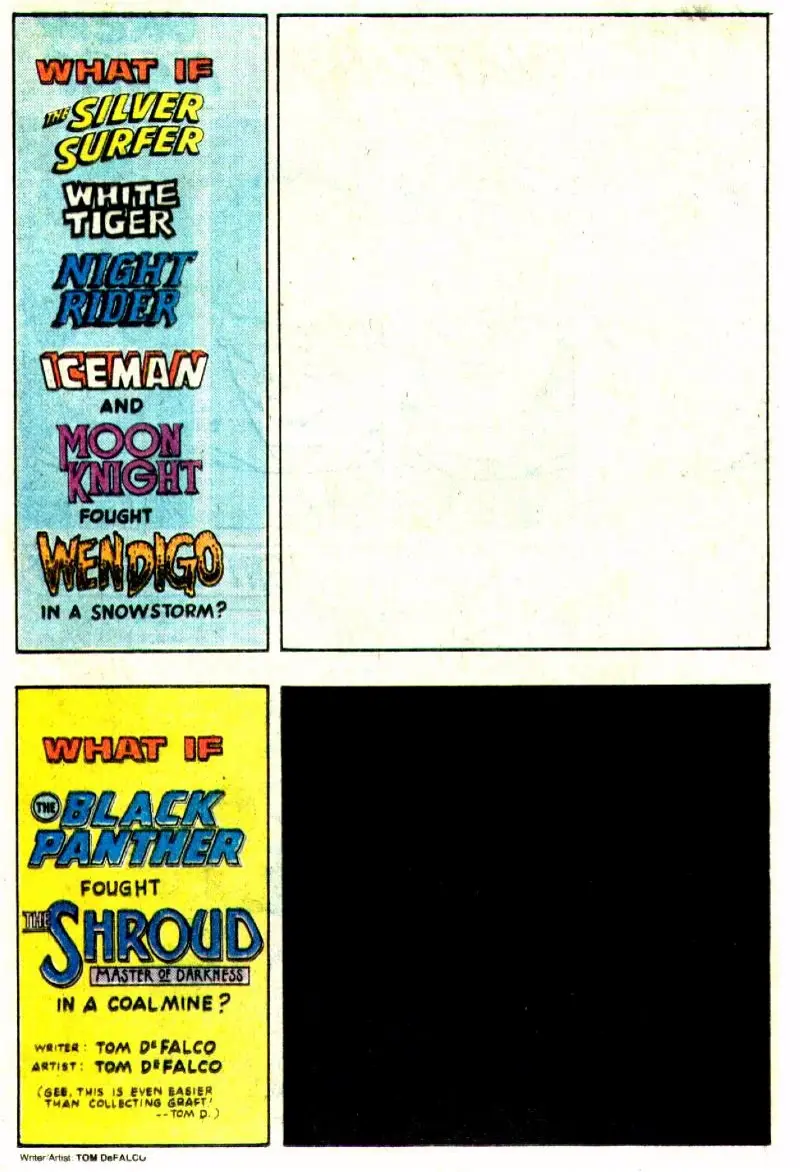 WHAT IF
THE SILVER
SURFER
WHITE
TIGER
NIGHT
RIDER
ICEMAN
AND
MOON
KNIGHT
FOUGHT
WENDIGO
IN A SNOWSTORM?
WHAT IF
THE BLACK
PANTHER
FOUGHT
THE SHROUD
MASTER OF DARKNESS
IN A COALMINE?
WRITER: TOM DEFALCO
ARTIST: TOM DEFALCO
(GEE, THIS IS EVEN EASIER
THAN COLLECTING GRAFT!
--TOM D.)
Writer/Artist: TOM DeFALCO